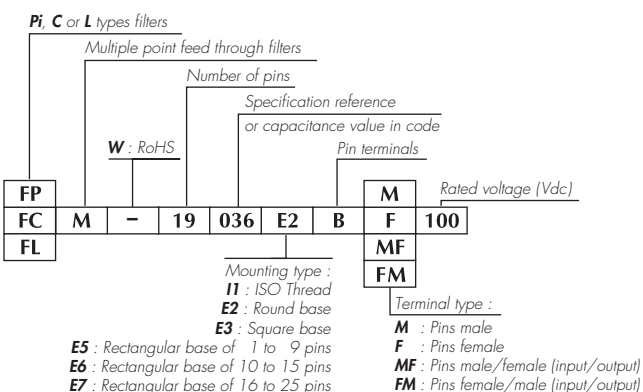 Pi, C or L types filters
Multiple point feed through filters
Number of pins
Specification reference
or capacitance value in code
W : RoHS
Pin terminals
Rated voltage (Vdc)
FP
M
FC M - 19 036 E2 B F 100
FL
MF
FM
Mounting type :
I1 : ISO Thread
E2 : Round base
E3 : Square base
E5 : Rectangular base of 1 to 9 pins
E6 : Rectangular base of 10 to 15 pins
E7 : Rectangular base of 16 to 25 pins
Terminal type :
M : Pins male
F : Pins female
MF : Pins male/female (input/output)
FM : Pins female/male (input/output)